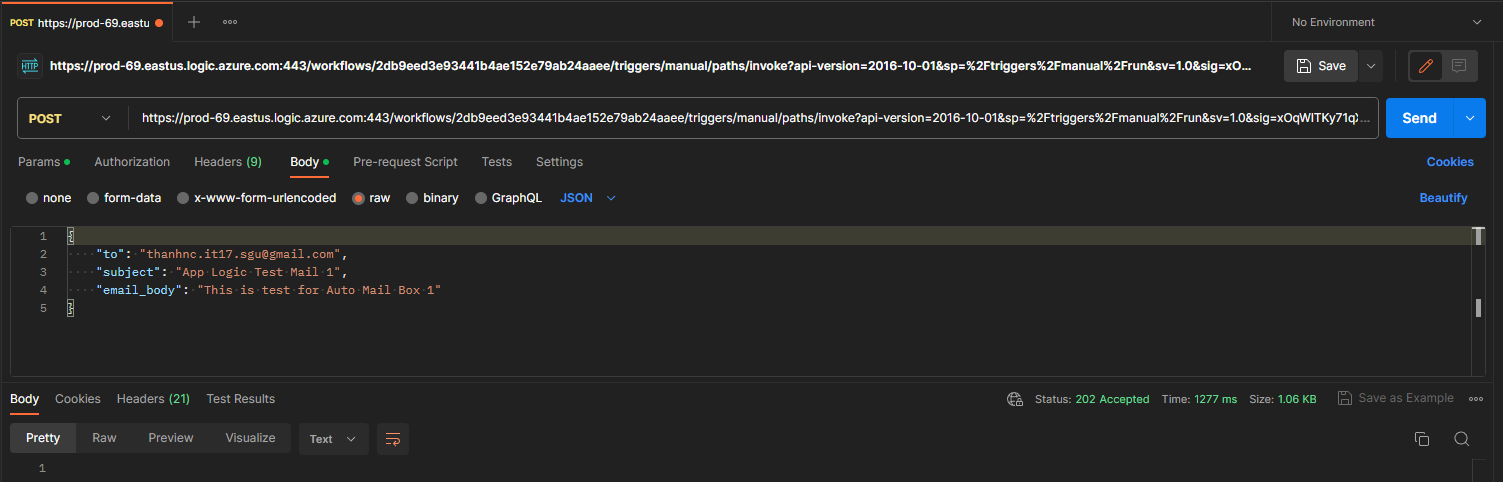 POST https://prod-69.eastu
No Environment
HTTP https://prod-69.eastus.logic.azure.com:443/workflows/2db9eed3e93441b4ae152e79ab24aaee/triggers/manual/paths/invoke?api-version=2016-10-01&sp=%2Ftriggers%2Fmanual%2Frun&sv=1.0&sig=xO... Save
POST https://prod-69.eastus.logic.azure.com:443/workflows/2db9eed3e93441b4ae152e79ab24aaee/triggers/manual/paths/invoke?api-version=2016-10-01&sp=%2Ftriggers%2Fmanual%2Frun&sv=1.0&sig=xOqWITKy71q... Send
Params Authorization Headers (9) Body Pre-request Script Tests Settings Cookies
none form-data x-www-form-urlencoded raw binary GraphQL JSON Beautify
1 {
2 "to": "thanhnc.it17.sgu@gmail.com",
3 "subject": "App Logic Test Mail 1",
4 "email_body": "This is test for Auto Mail Box 1"
5 }
Body Cookies Headers (21) Test Results Status: 202 Accepted Time: 1277 ms Size: 1.06 KB Save as Example
Pretty Raw Preview Visualize Text
1